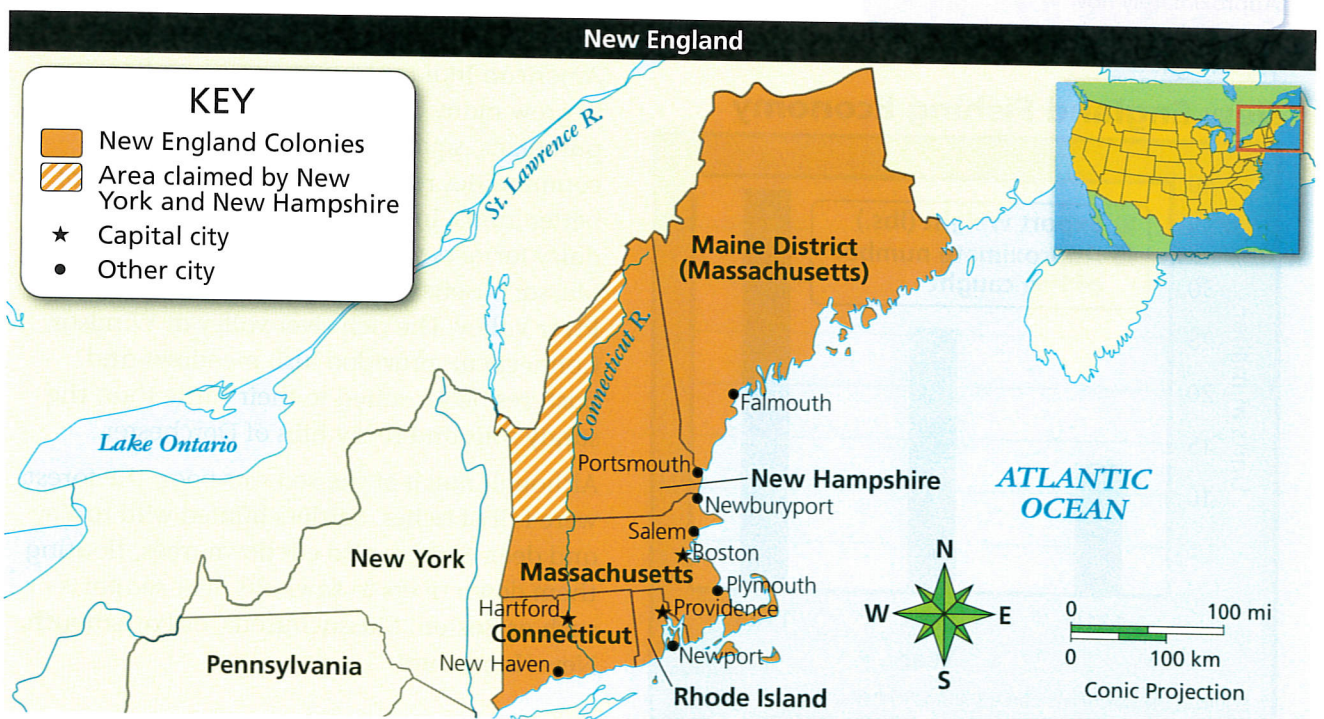 New England
KEY
New England Colonies
Area claimed by New
York and New Hampshire
Capital city
Other city
St. Lawrence R.
Maine District
(Massachusetts)
Connecticut R.
Falmouth
Lake Ontario
Portsmouth
New Hampshire
ATLANTIC
OCEAN
Newburyport
Salem
Boston
New York
Massachusetts
Plymouth
Hartford
Providence
Connecticut
New Haven
Newport
Pennsylvania
Rhode Island
N
W
E
S
0
100 mi
0
100 km
Conic Projection